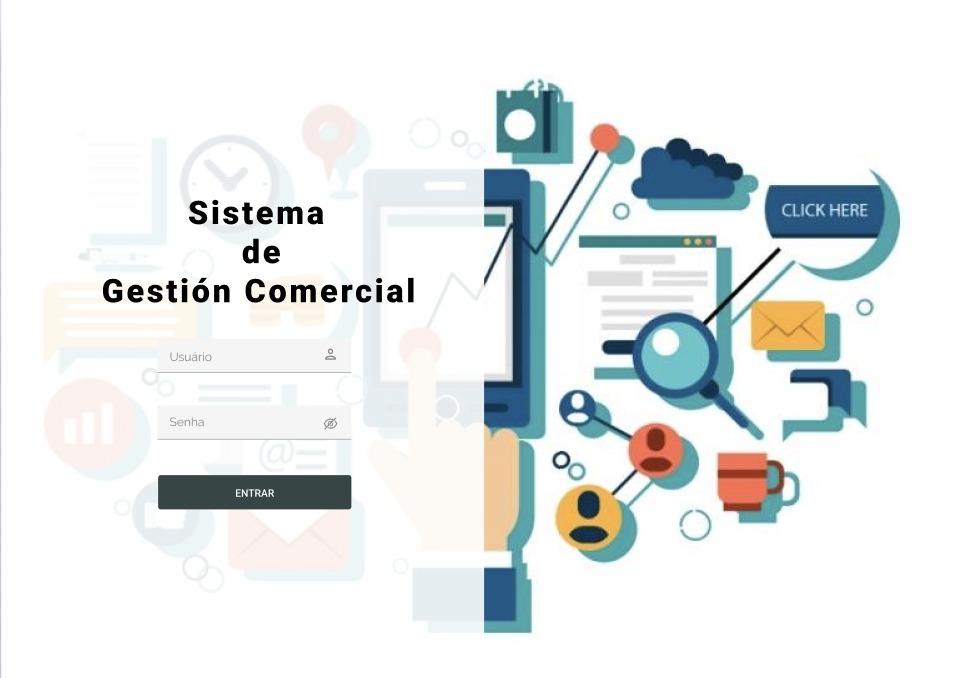 Sistema
de
Gestión Comercial
Usuário
Senha
ENTRAR
CLICK HERE
@